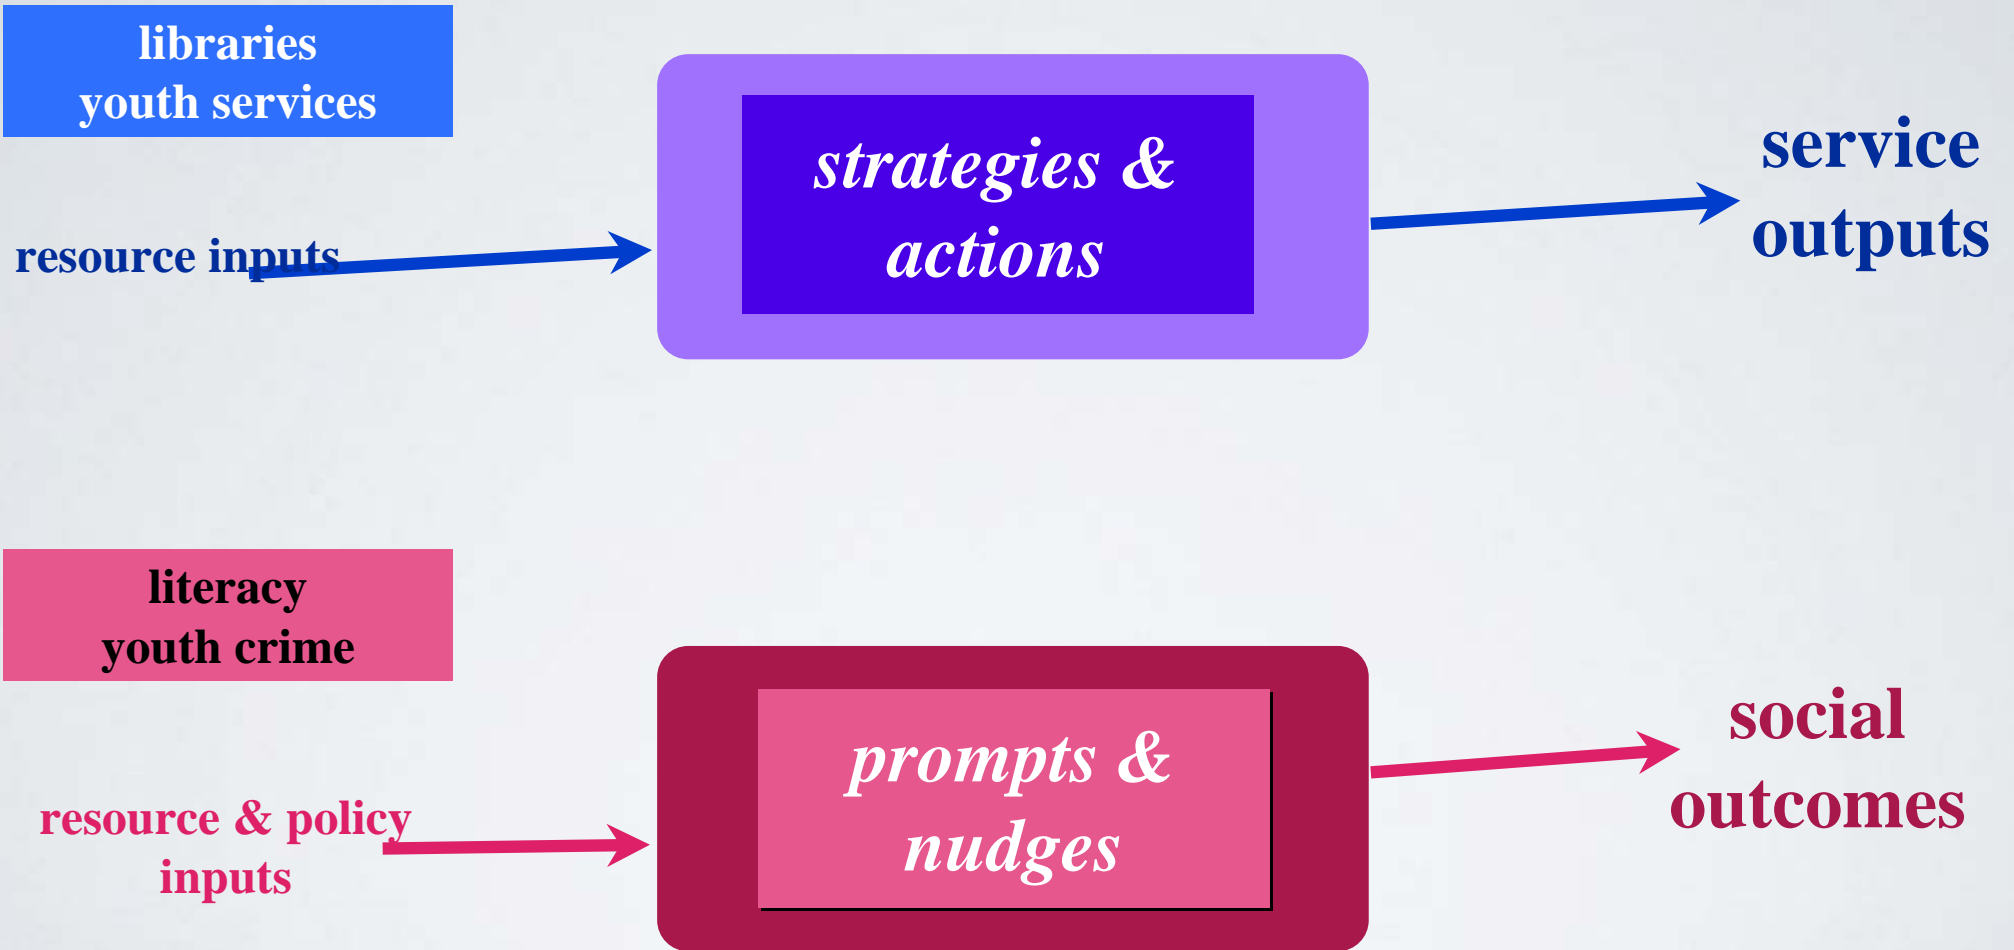 libraries
youth services
strategies &
actions
service
outputs
resource inputs
literacy
youth crime
prompts &
nudges
social
outcomes
resource & policy
inputs